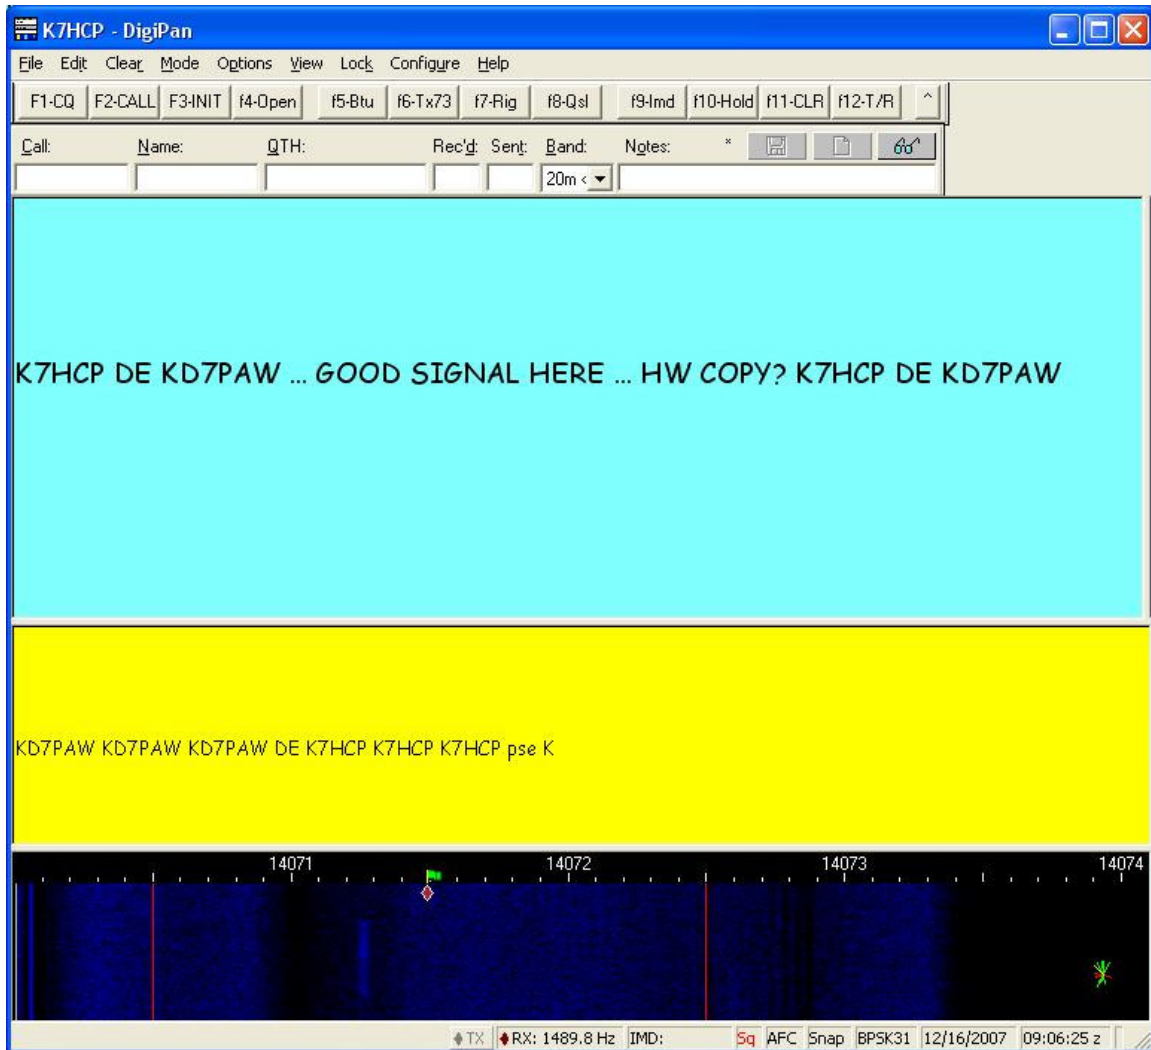 K7HCP - DigiPan
File Edit Clear Mode Options View Lock Configure Help
F1-CQ F2-CALL F3-INIT f4-Open f5-Btu f6-Tx73 f7-Rig f8-Qsl f9-Imd f10-Hold f11-CLR f12-T/R ^
Call: Name: QTH: Rec'd: Sent: Band: Notes: *
20m <
K7HCP DE KD7PAW ... GOOD SIGNAL HERE ... HW COPY? K7HCP DE KD7PAW
KD7PAW KD7PAW KD7PAW DE K7HCP K7HCP K7HCP pse K
14071 14072 14073 14074
TX RX: 1489.8 Hz IMD: Sq AFC Snap BPSK31 12/16/2007 09:06:25 z